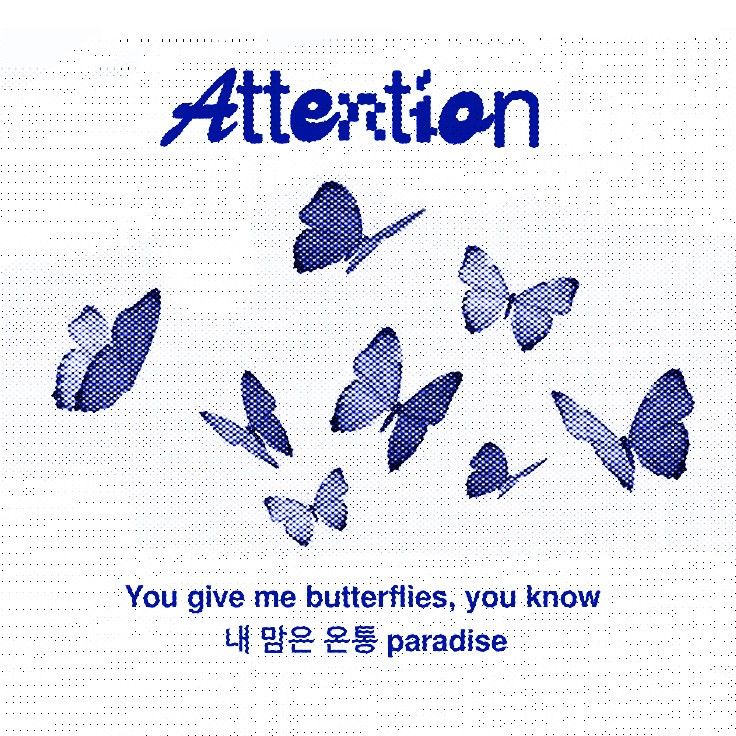 Attention
You give me butterflies, you know
내 맘은 온통 paradise